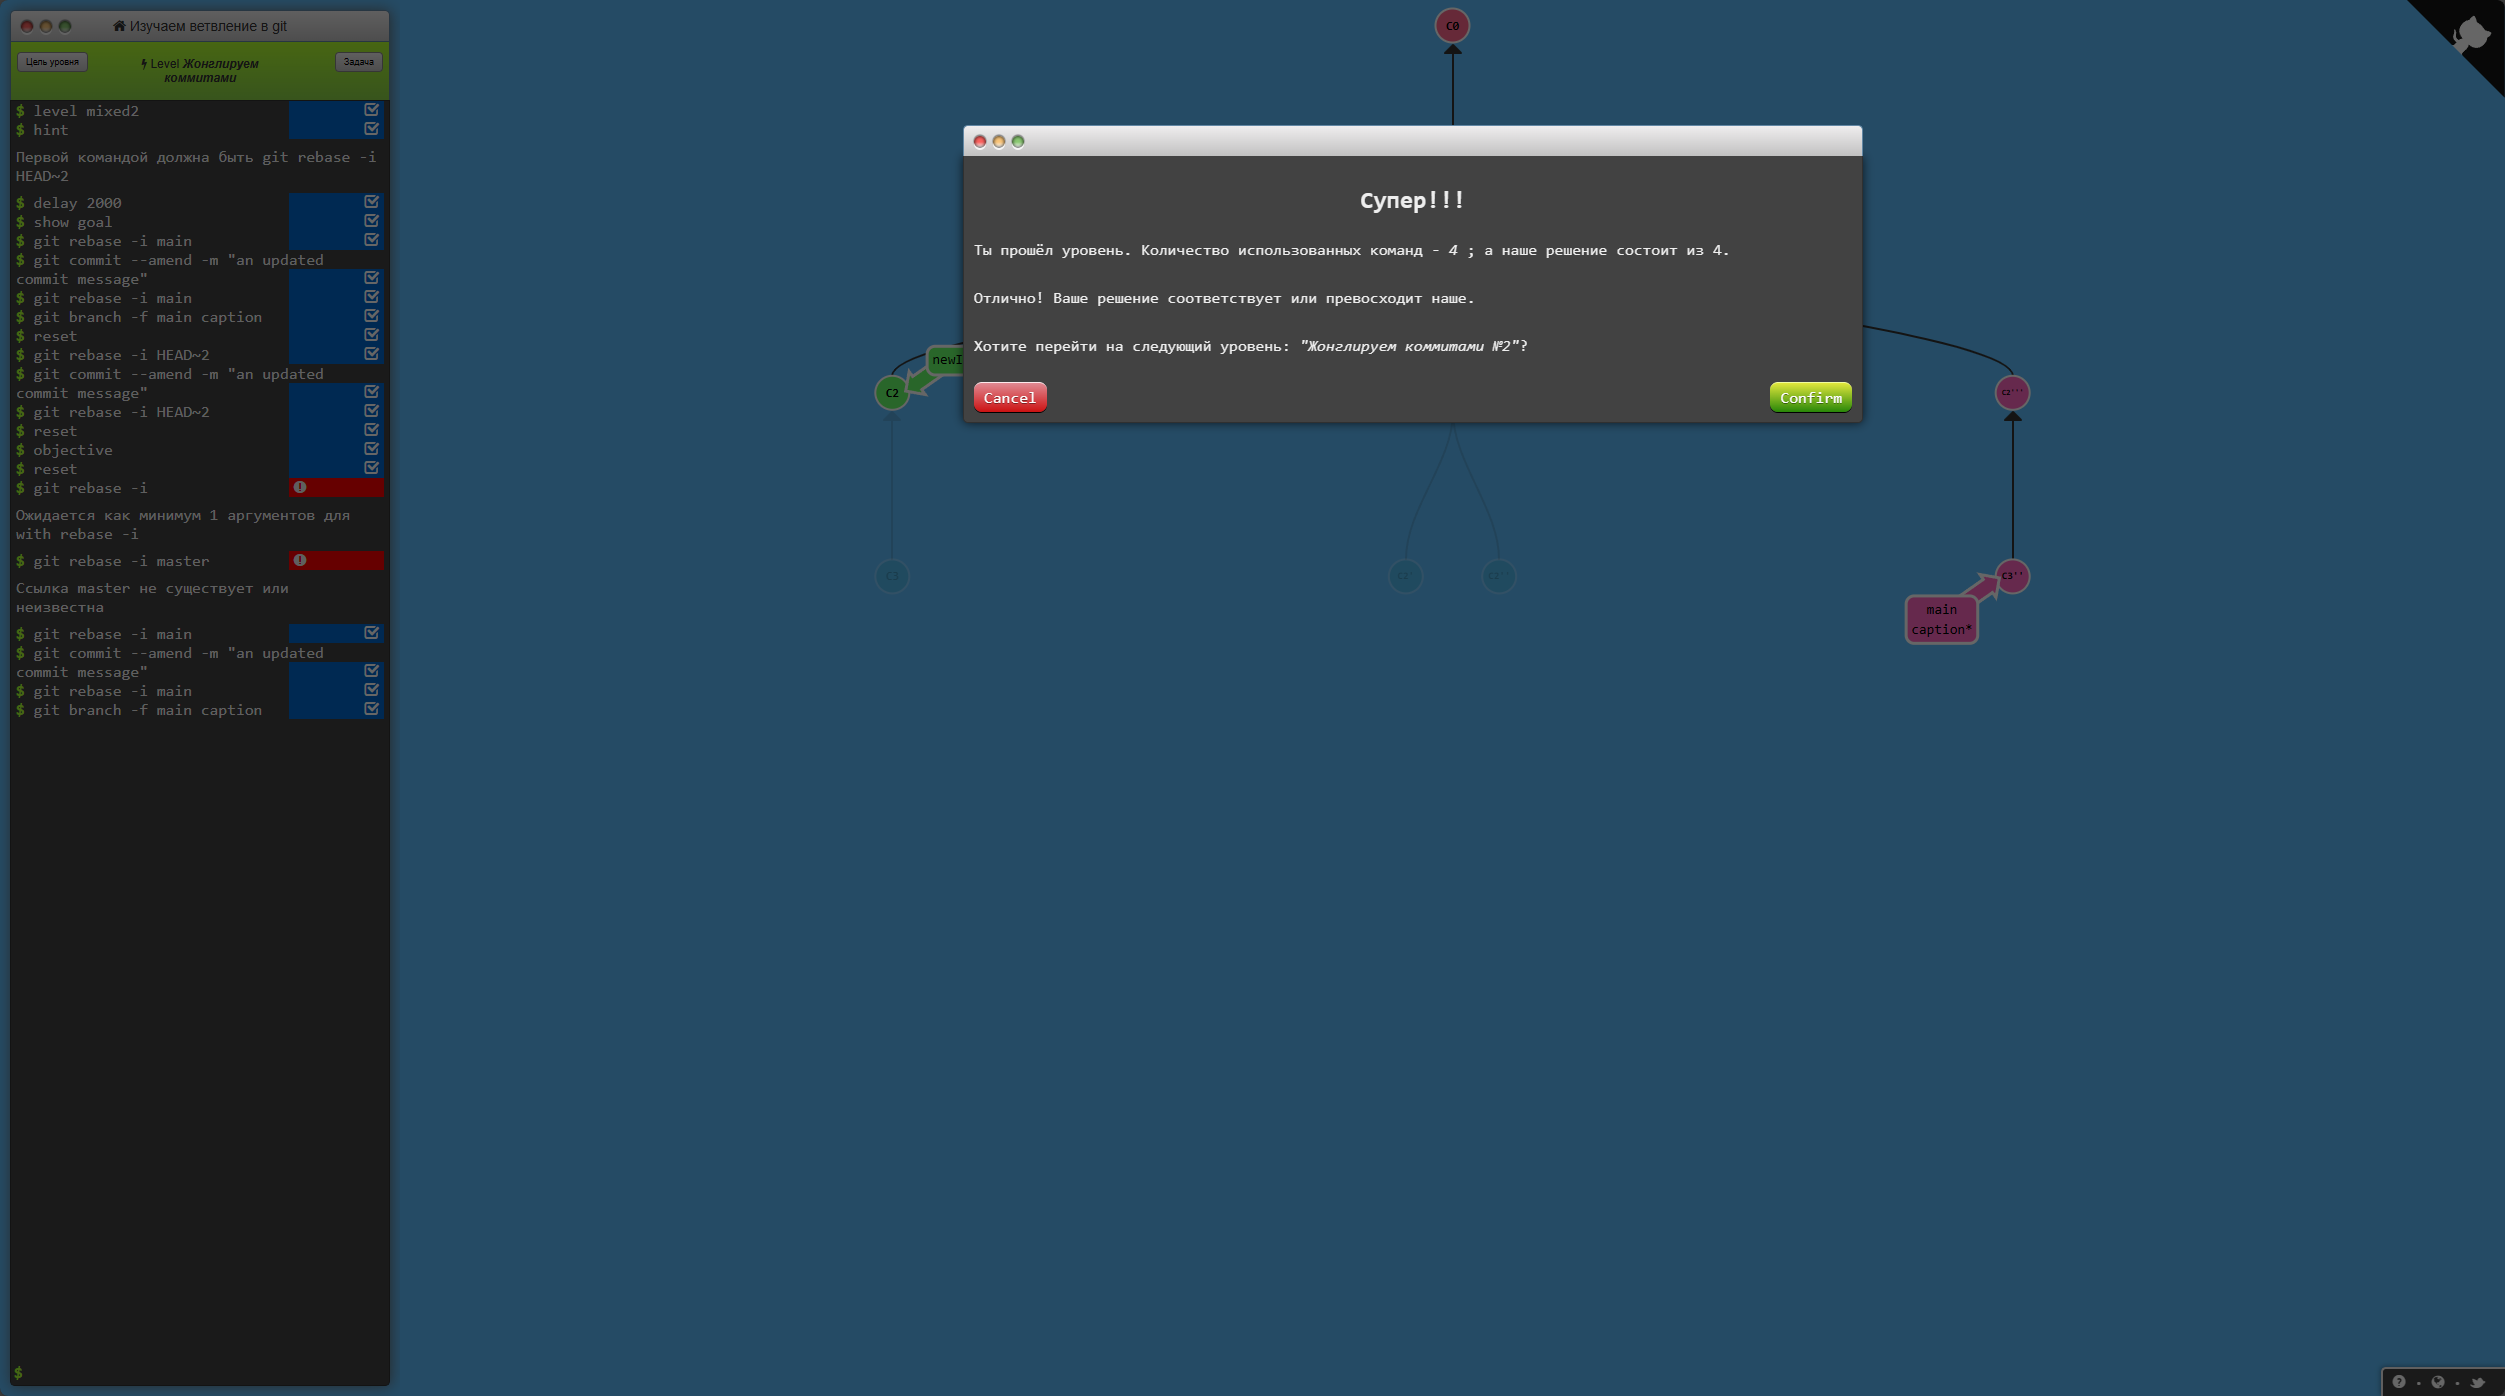 Изучаем ветвление в git
Цель уровня
Level Жонглируем
коммитами
Задача
$ level mixed2
$ hint
Первой командой должна быть git rebase -i
HEAD~2
$ delay 2000
$ show goal
$ git rebase -i main
$ git commit --amend -m "an updated
commit message"
$ git rebase -i main
$ git branch -f main caption
$ reset
$ git rebase -i HEAD~2
$ git commit --amend -m "an updated
commit message"
$ git rebase -i HEAD~2
$ reset
$ objective
$ reset
$ git rebase -i
Ожидается как минимум 1 аргументов для
with rebase -i
$ git rebase -i master
Ссылка master не существует или
неизвестна
$ git rebase -i main
$ git commit --amend -m "an updated
commit message"
$ git rebase -i main
$ git branch -f main caption
$
C0
Супер!!!
Ты прошёл уровень. Количество использованных команд - 4 ; а наше решение состоит из 4.
Отлично! Ваше решение соответствует или превосходит наше.
Хотите перейти на следующий уровень: "Жонглируем коммитами №2"?
Cancel
Confirm
newI
C2
C2'''
C3
C2'
C2''
C3''
main
caption*